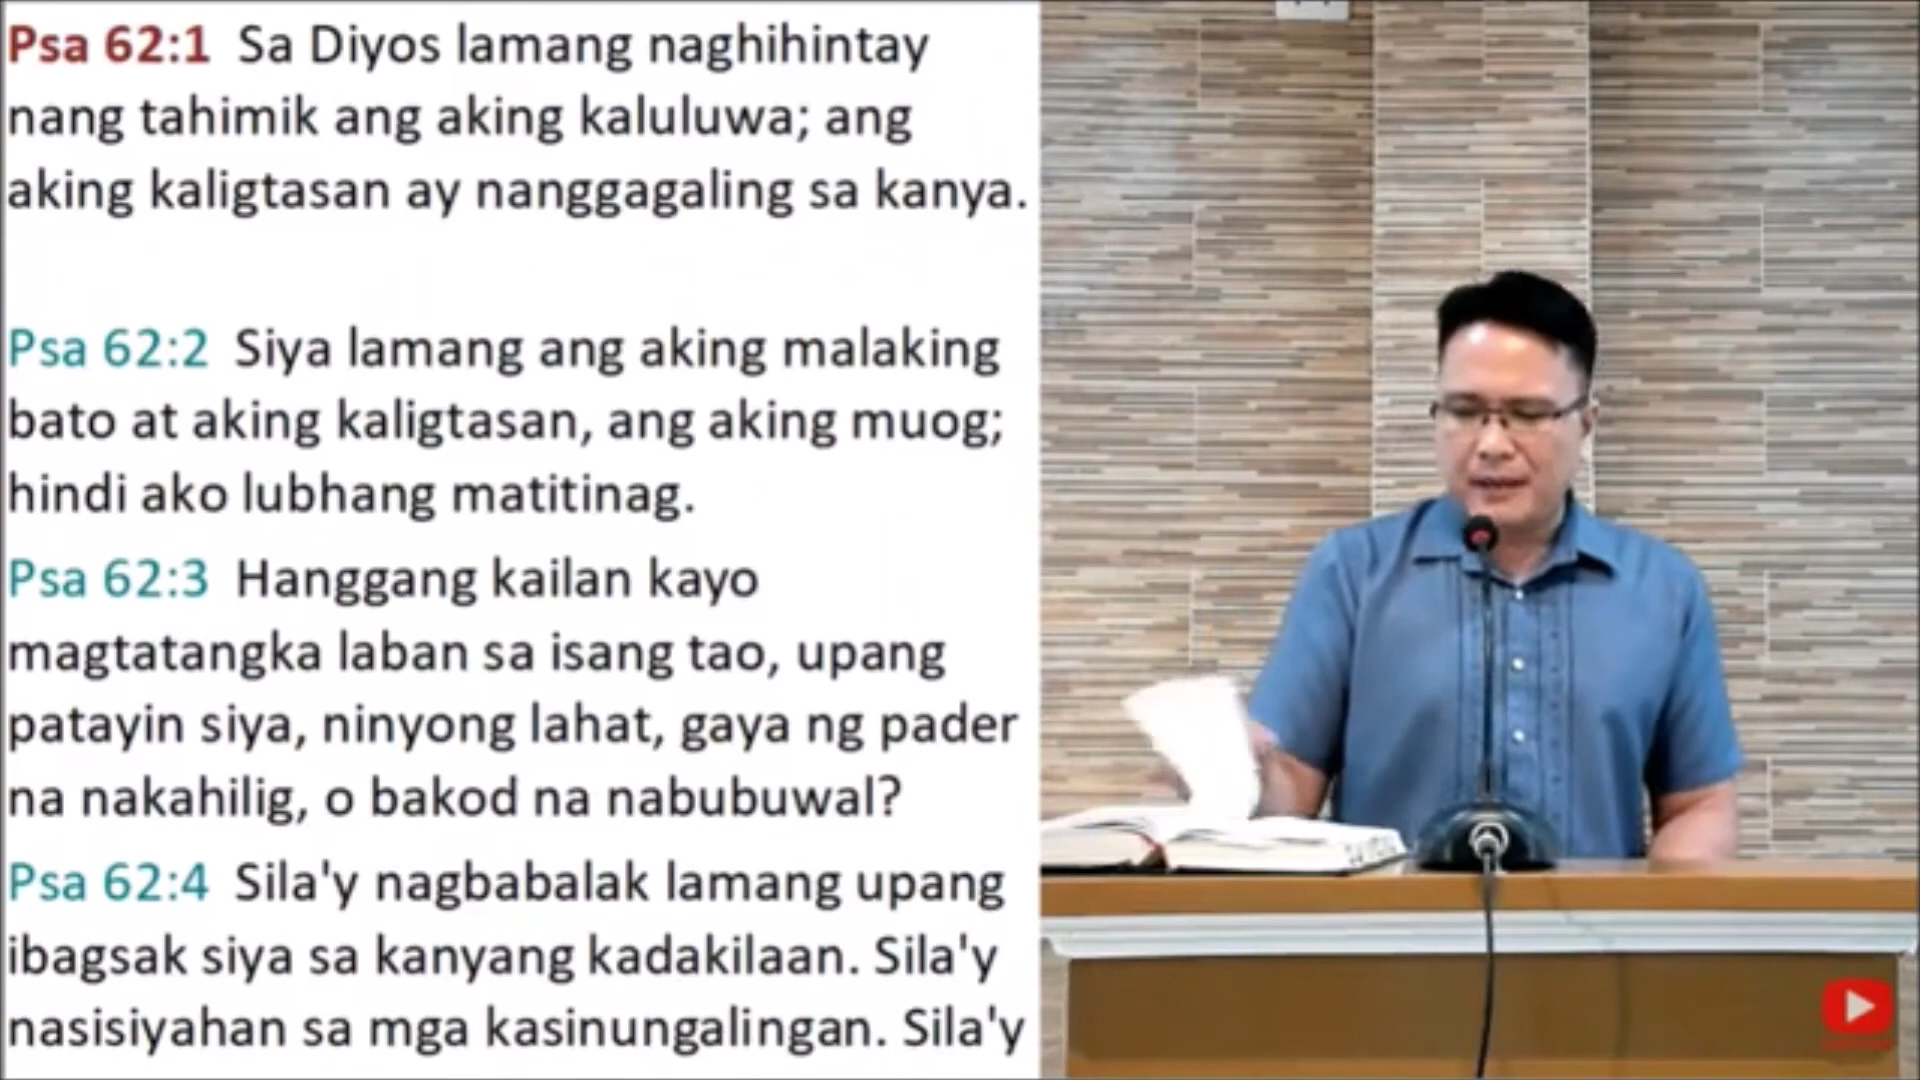 Psa 62:1 Sa Diyos lamang naghihintay
nang tahimik ang aking kaluluwa; ang
aking kaligtasan ay nanggagaling sa kanya.
Psa 62:2 Siya lamang ang aking malaking
bato at aking kaligtasan, ang aking muog;
hindi ako lubhang matitinag.
Psa 62:3 Hanggang kailan kayo
magtatangka laban sa isang tao, upang
patayin siya, ninyong lahat, gaya ng pader
na nakahilig, o bakod na nabubuwal?
Psa 62:4 Sila'y nagbabalak lamang upang
ibagsak siya sa kanyang kadakilaan. Sila'y
nasisiyahan sa mga kasinungalingan. Sila'y